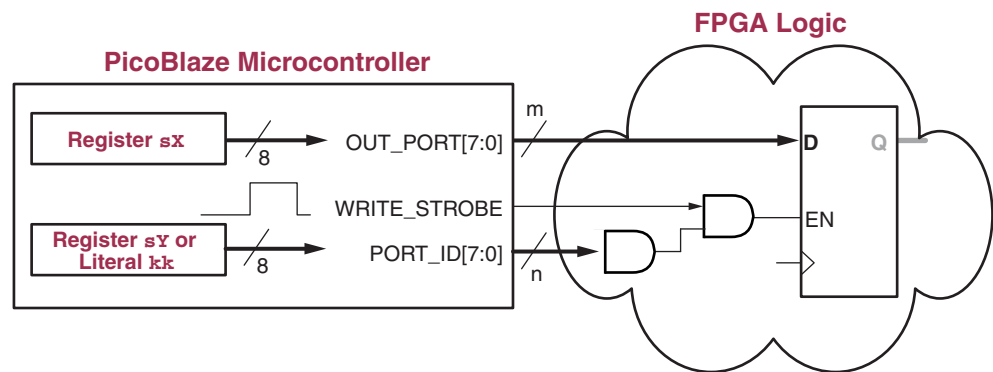 FPGA Logic
PicoBlaze Microcontroller
Register sX
8
OUT_PORT[7:0]
m
D
Q
WRITE_STROBE
EN
Register sY or
Literal kk
8
PORT_ID[7:0]
n